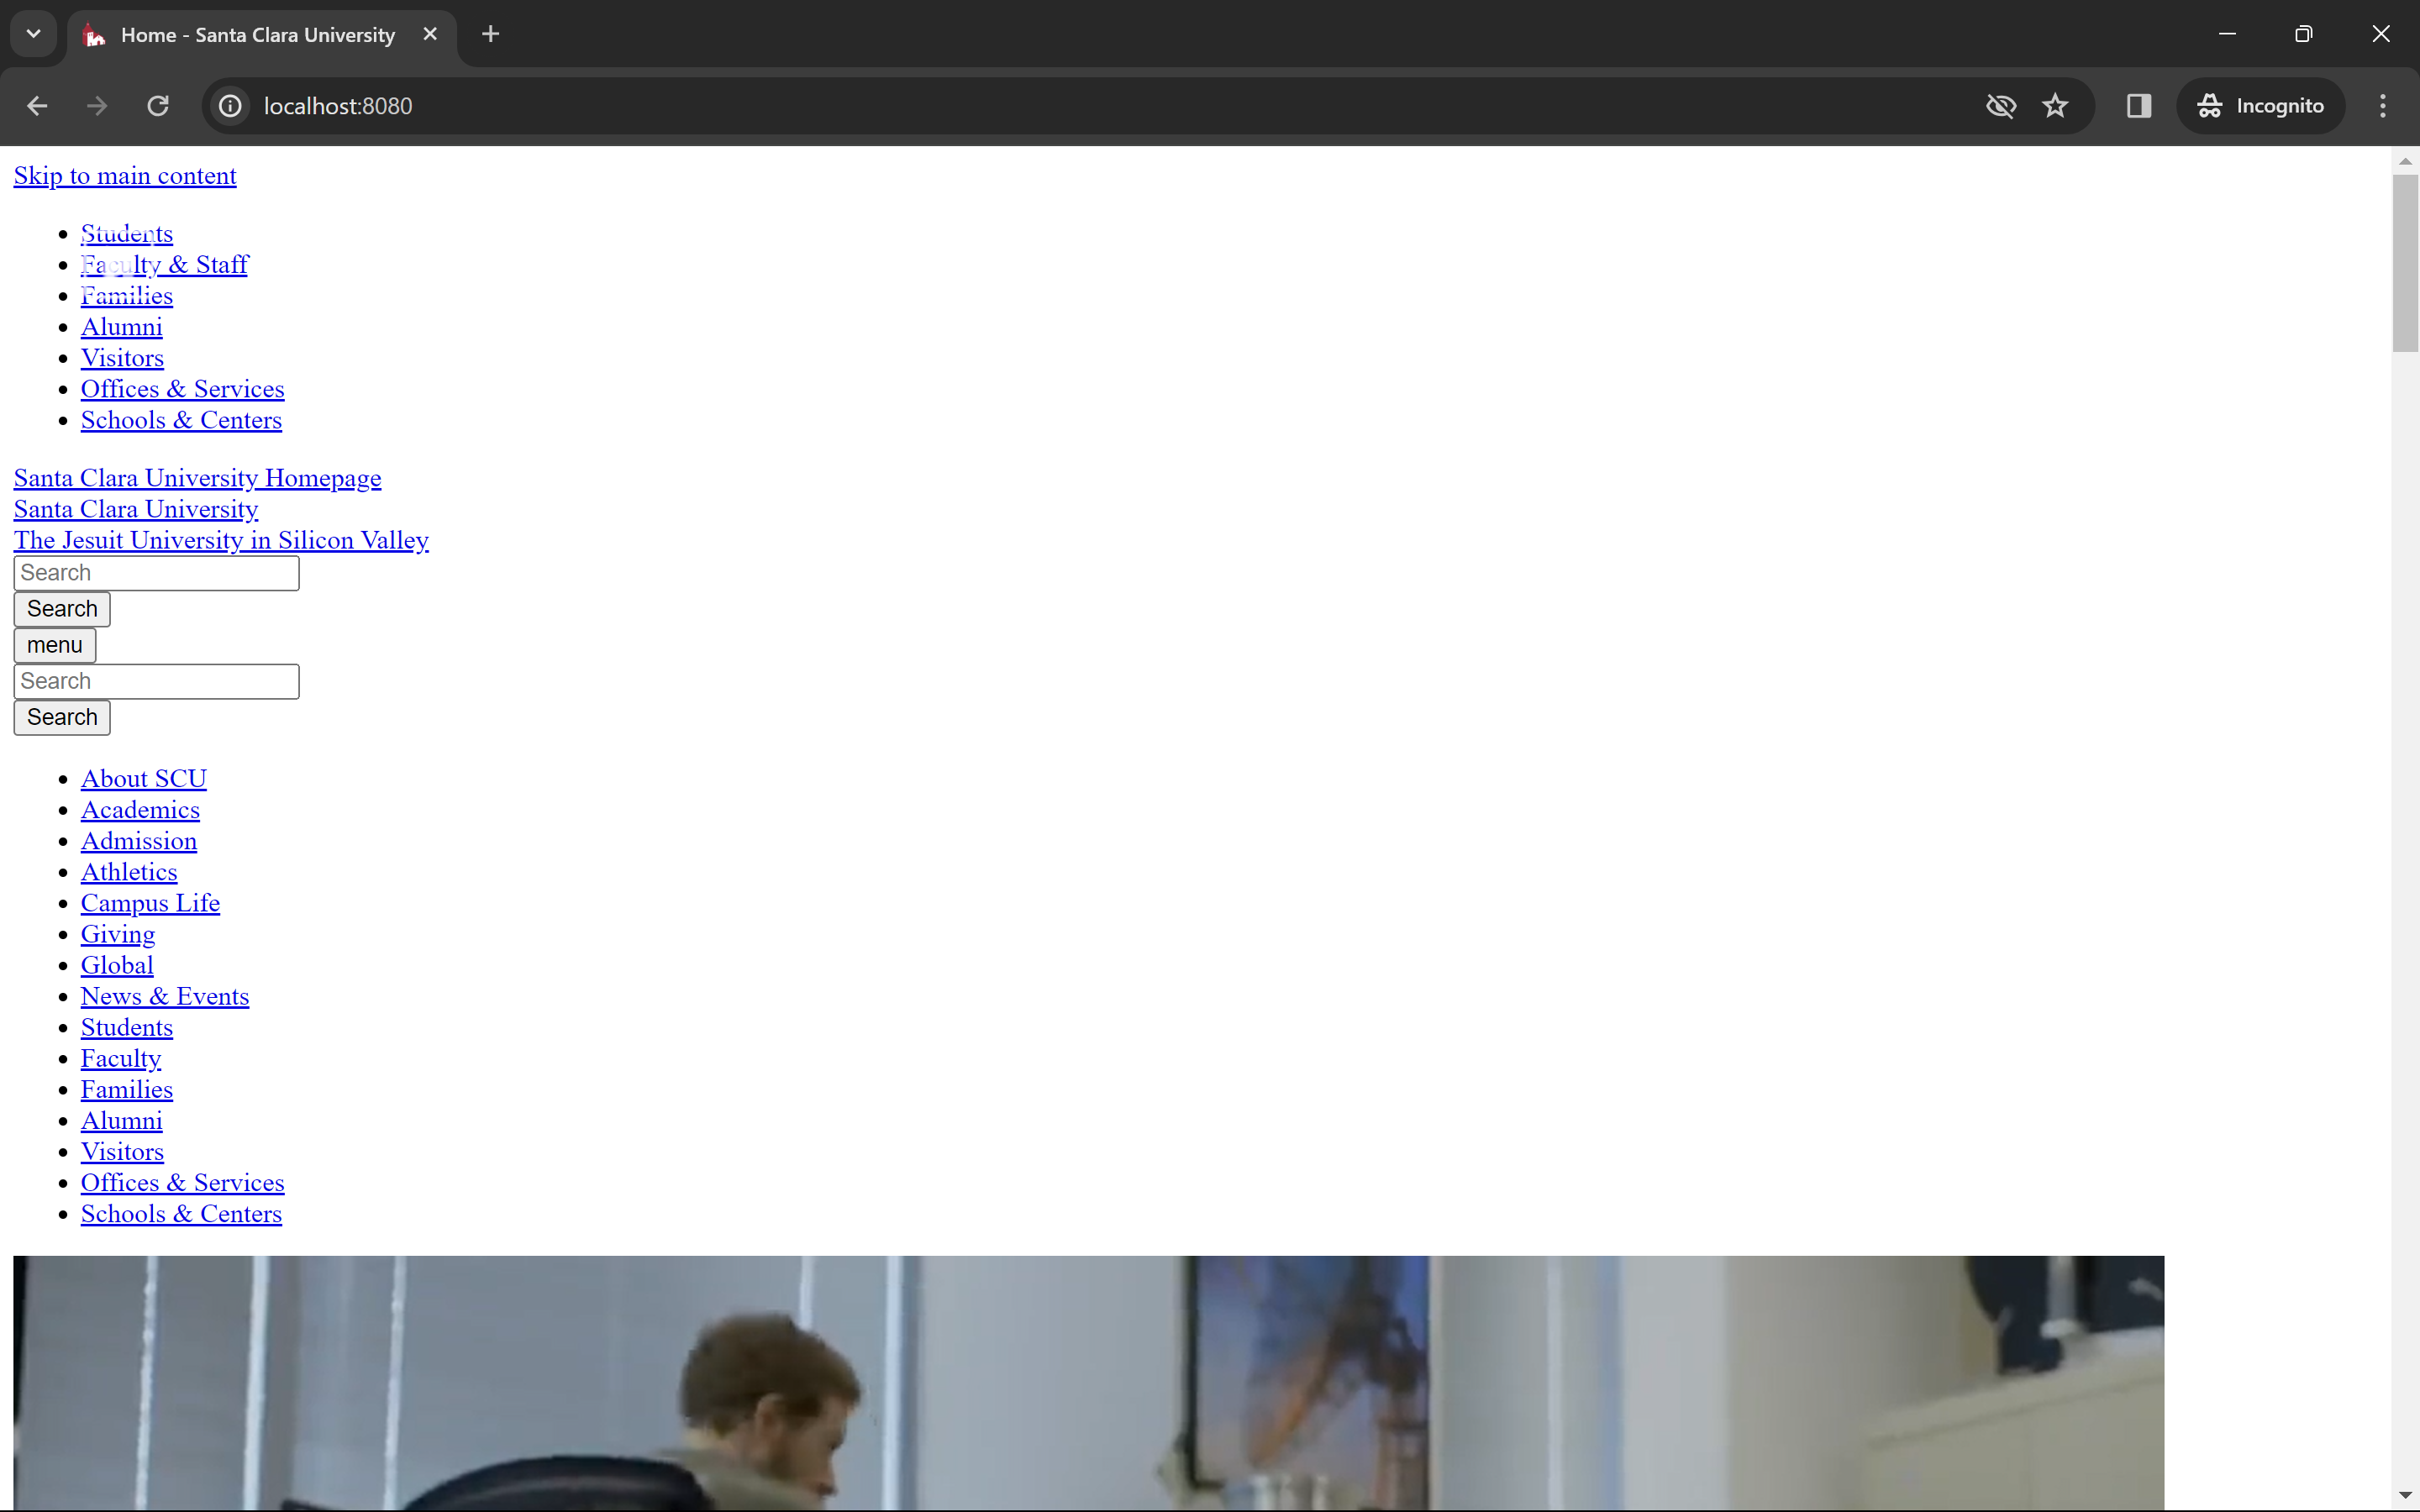 Home - Santa Clara University
localhost:8080
Incognito
Skip to main content
Students
Faculty & Staff
Families
Alumni
Visitors
Offices & Services
Schools & Centers
Santa Clara University Homepage
Santa Clara University
The Jesuit University in Silicon Valley
Search
Search
menu
Search
Search
About SCU
Academics
Admission
Athletics
Campus Life
Giving
Global
News & Events
Students
Faculty
Families
Alumni
Visitors
Offices & Services
Schools & Centers